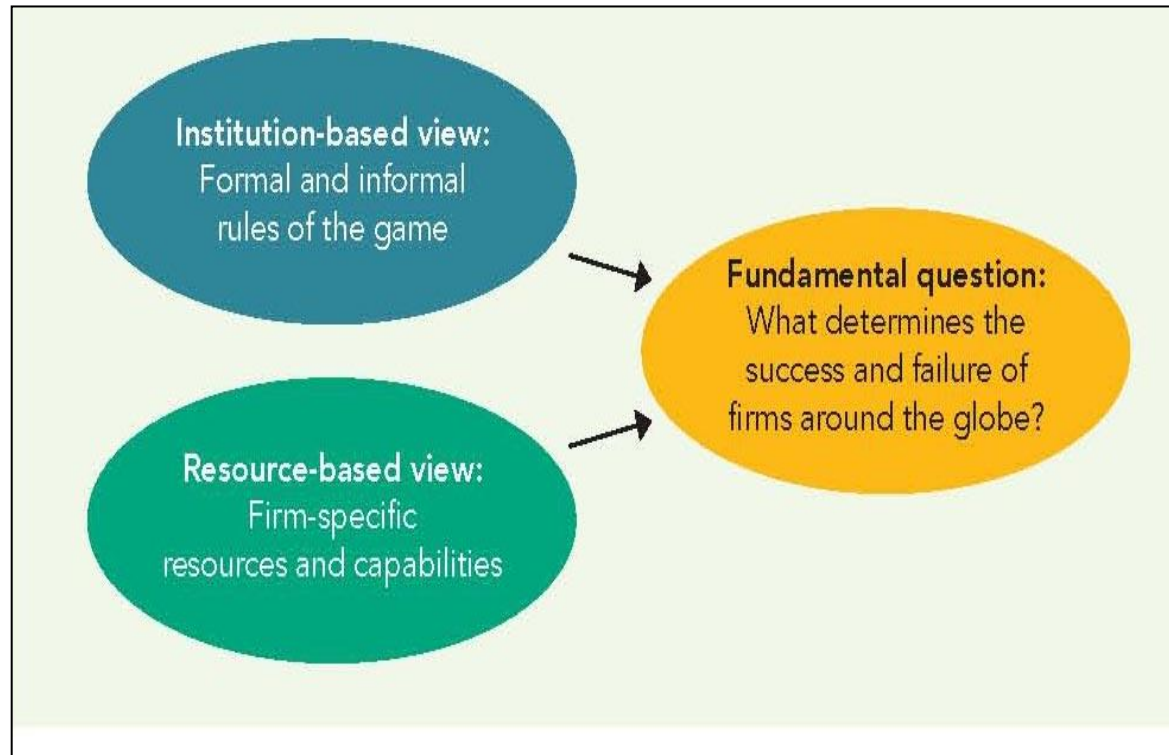 Institution-based view:
Formal and informal
rules of the game
Resource-based view:
Firm-specific
resources and capabilities
Fundamental question:
What determines the
success and failure of
firms around the globe?